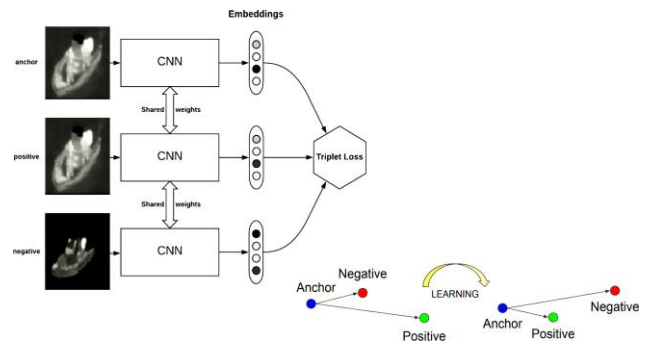 Embeddings
anchor
CNN
Shared weights
positive
CNN
Triplet Loss
Shared weights
negative
CNN
Anchor
Negative
Positive
LEARNING
Anchor
Positive
Negative